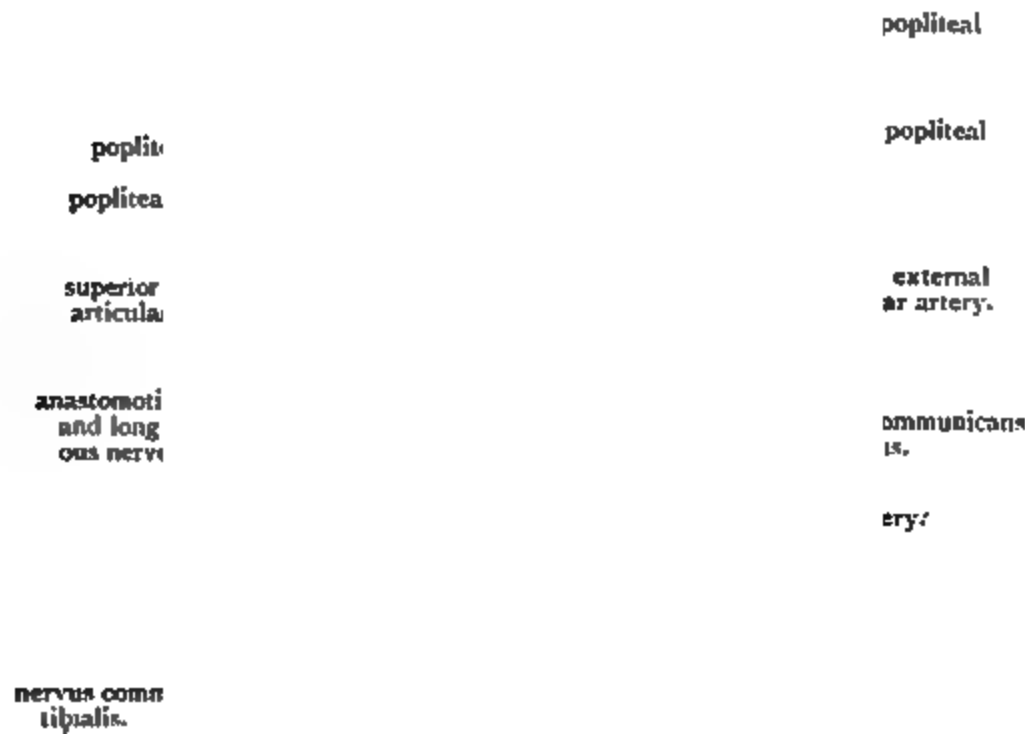 popliteal
popliteal
poplit
poplitea
superior
articula
external
ar artery.
anastomoti
and long
ous nerve
ommunicans
is.
ery?
nervus comm
tibialis.